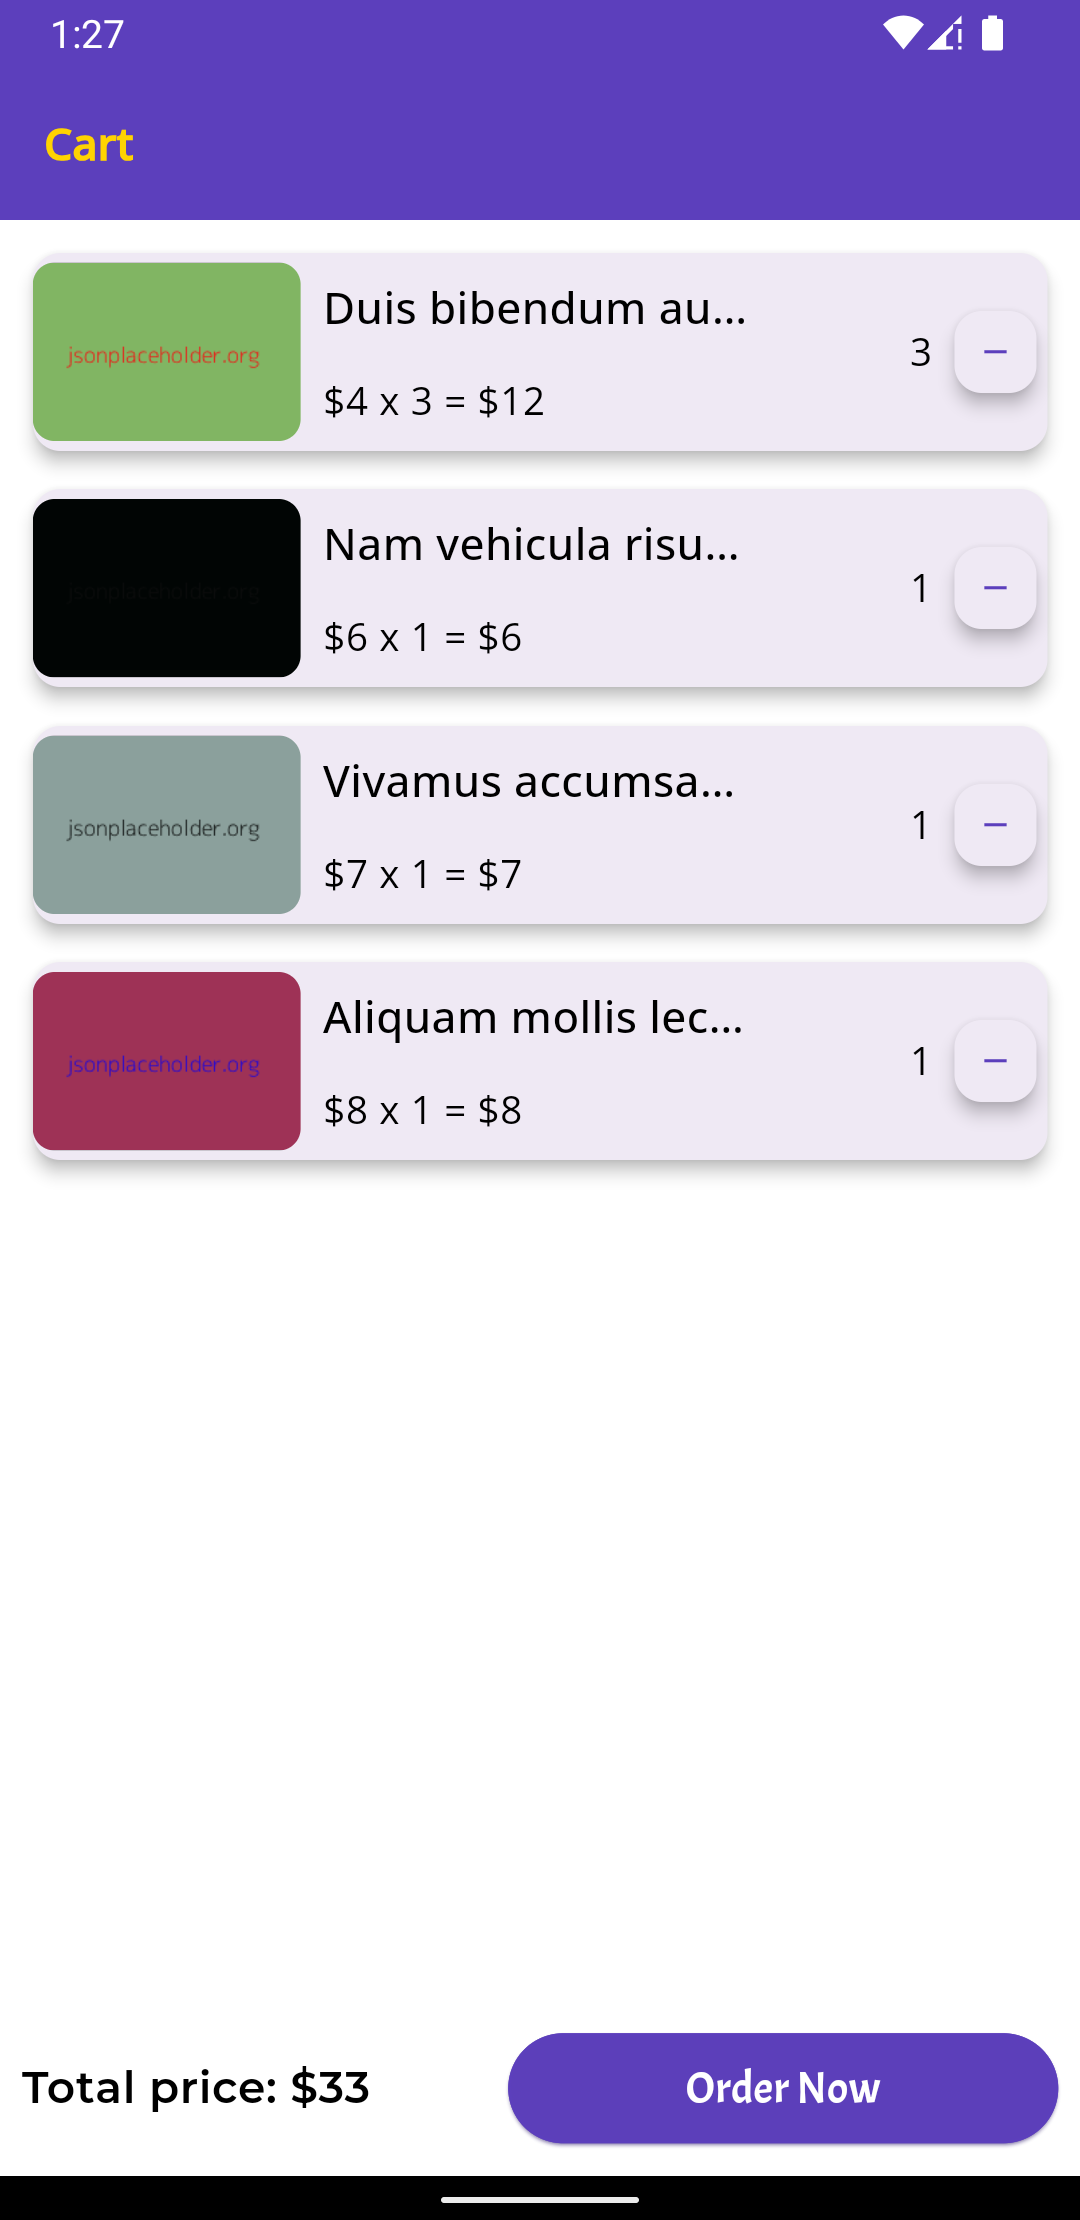 1:27
Cart
Duis bibendum au...
jsonplaceholder.org
3
$4 x 3 = $12
Nam vehicula risu...
jsonplaceholder.org
1
$6 x 1 = $6
Vivamus accumsa...
jsonplaceholder.org
1
$7 x 1 = $7
Aliquam mollis lec...
jsonplaceholder.org
1
$8 x 1 = $8
Total price: $33
Order Now